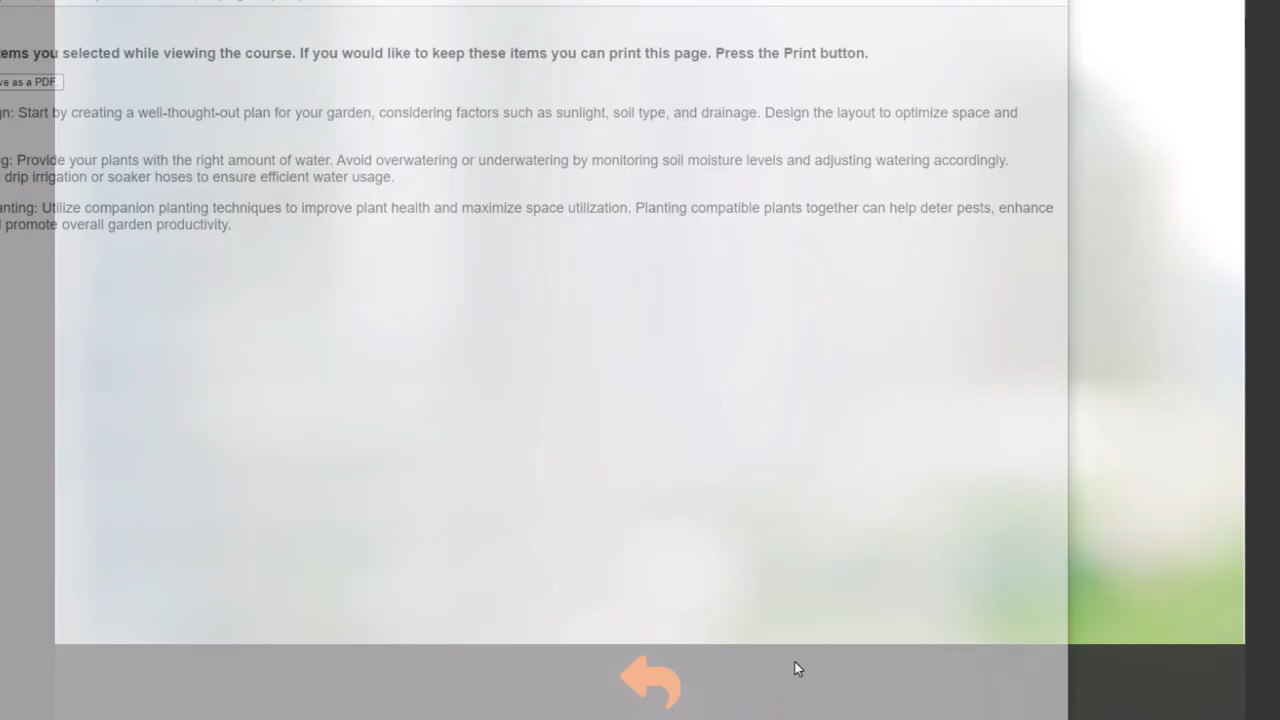 you selected while viewing the course. If you would like to keep these items you can print this page. Press the Print button.
as a PDF.
Start by creating a well-thought-out plan for your garden, considering factors such as sunlight, soil type, and drainage. Design the layout to optimize space and
Provide your plants with the right amount of water. Avoid overwatering or underwatering by monitoring soil moisture levels and adjusting watering accordingly.
drip irrigation or soaker hoses to ensure efficient water usage.
anting: Utilize companion planting techniques to improve plant health and maximize space utilization. Planting compatible plants together can help deter pests, enhance
promote overall garden productivity.